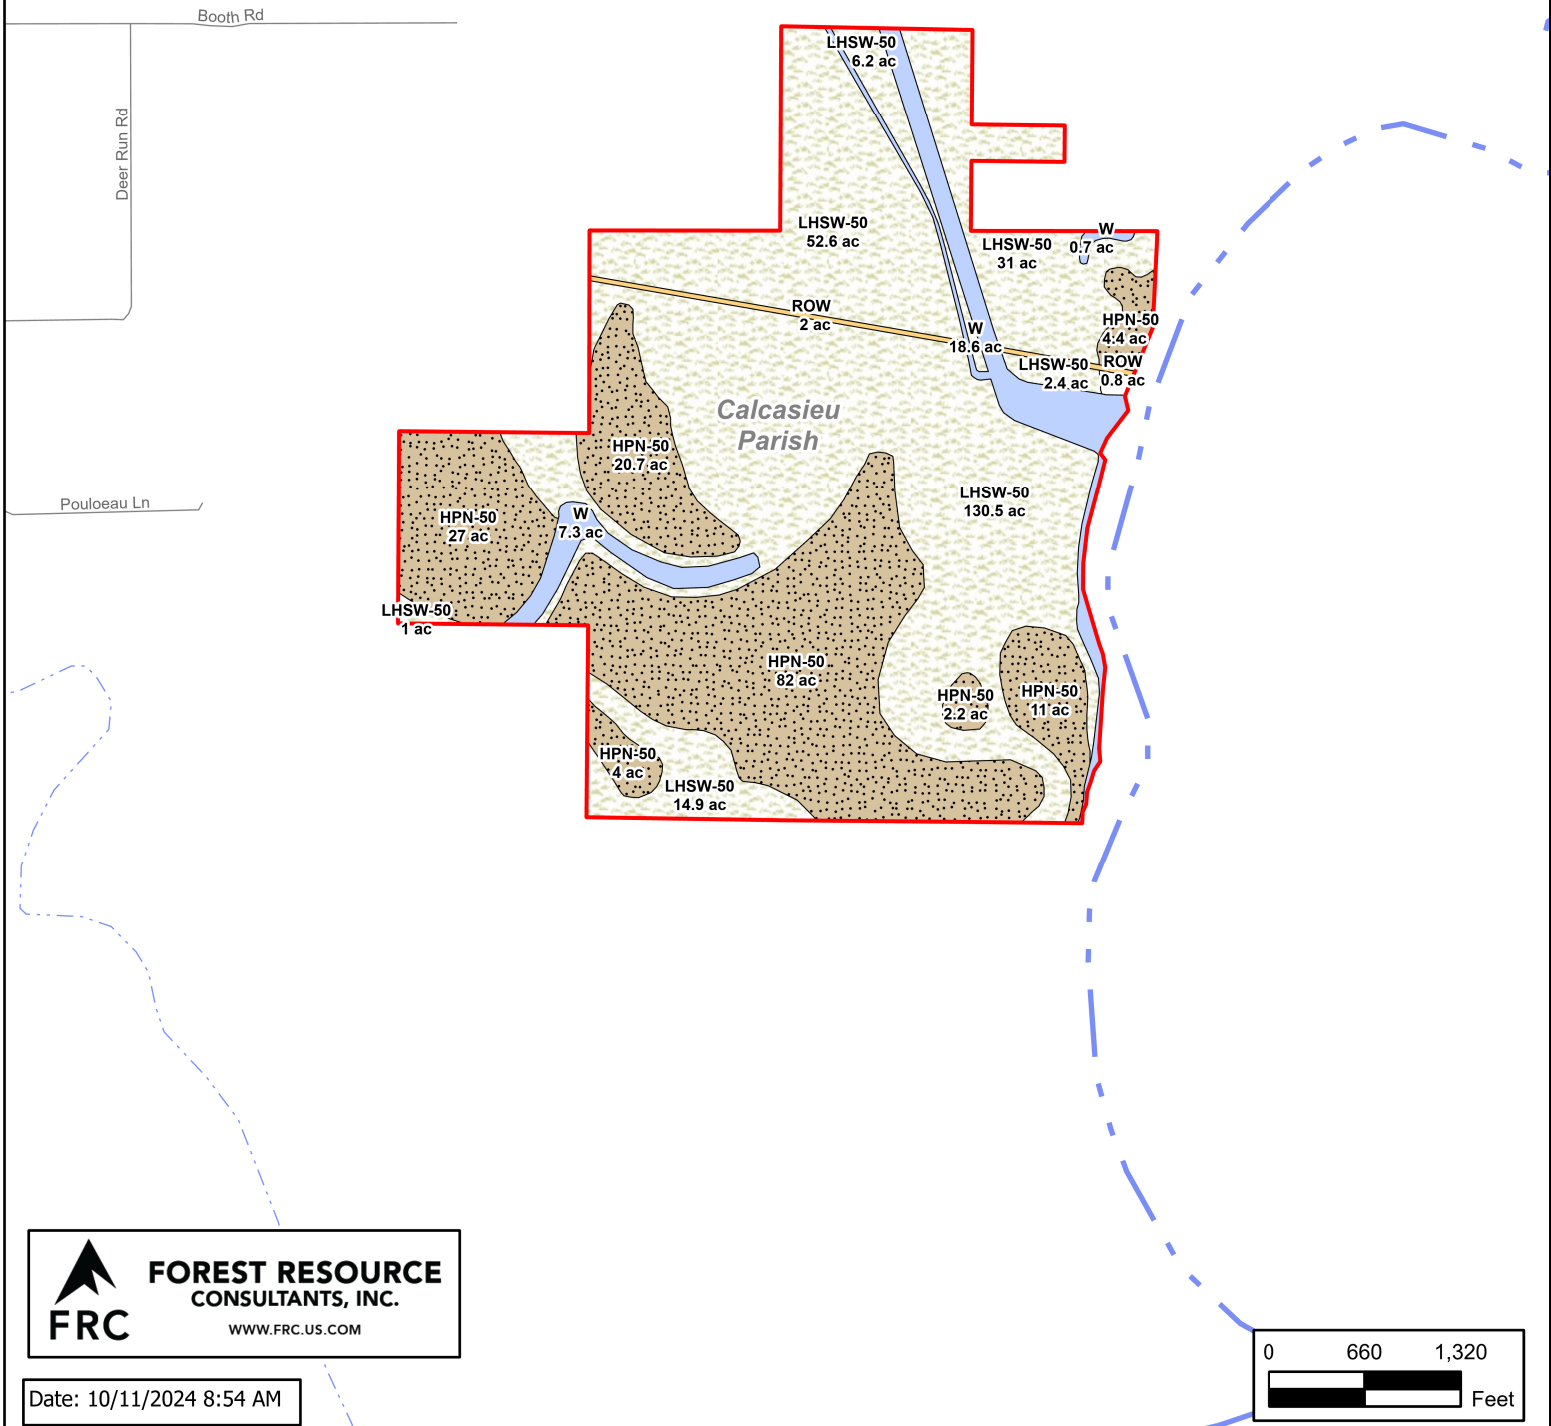 Booth Rd
Deer Run Rd
LHSW-50
6.2 ac
LHSW-50
52.6 ac
W
0.7 ac
LHSW-50
31 ac
ROW
2 ac
HPN-50
4.4 ac
W
18.6 ac
LHSW-50
2.4 ac
ROW
0.8 ac
Calcasieu
Parish
HPN-50
20.7 ac
Pouloeau Ln
HPN-50
27 ac
W
7.3 ac
LHSW-50
130.5 ac
LHSW-50
1 ac
HPN-50
82 ac
HPN-50
2.2 ac
HPN-50
11 ac
HPN-50
4 ac
LHSW-50
14.9 ac
FRC
FOREST RESOURCE
CONSULTANTS, INC.
WWW.FRC.US.COM
Date: 10/11/2024 8:54 AM
0 660 1,320
Feet